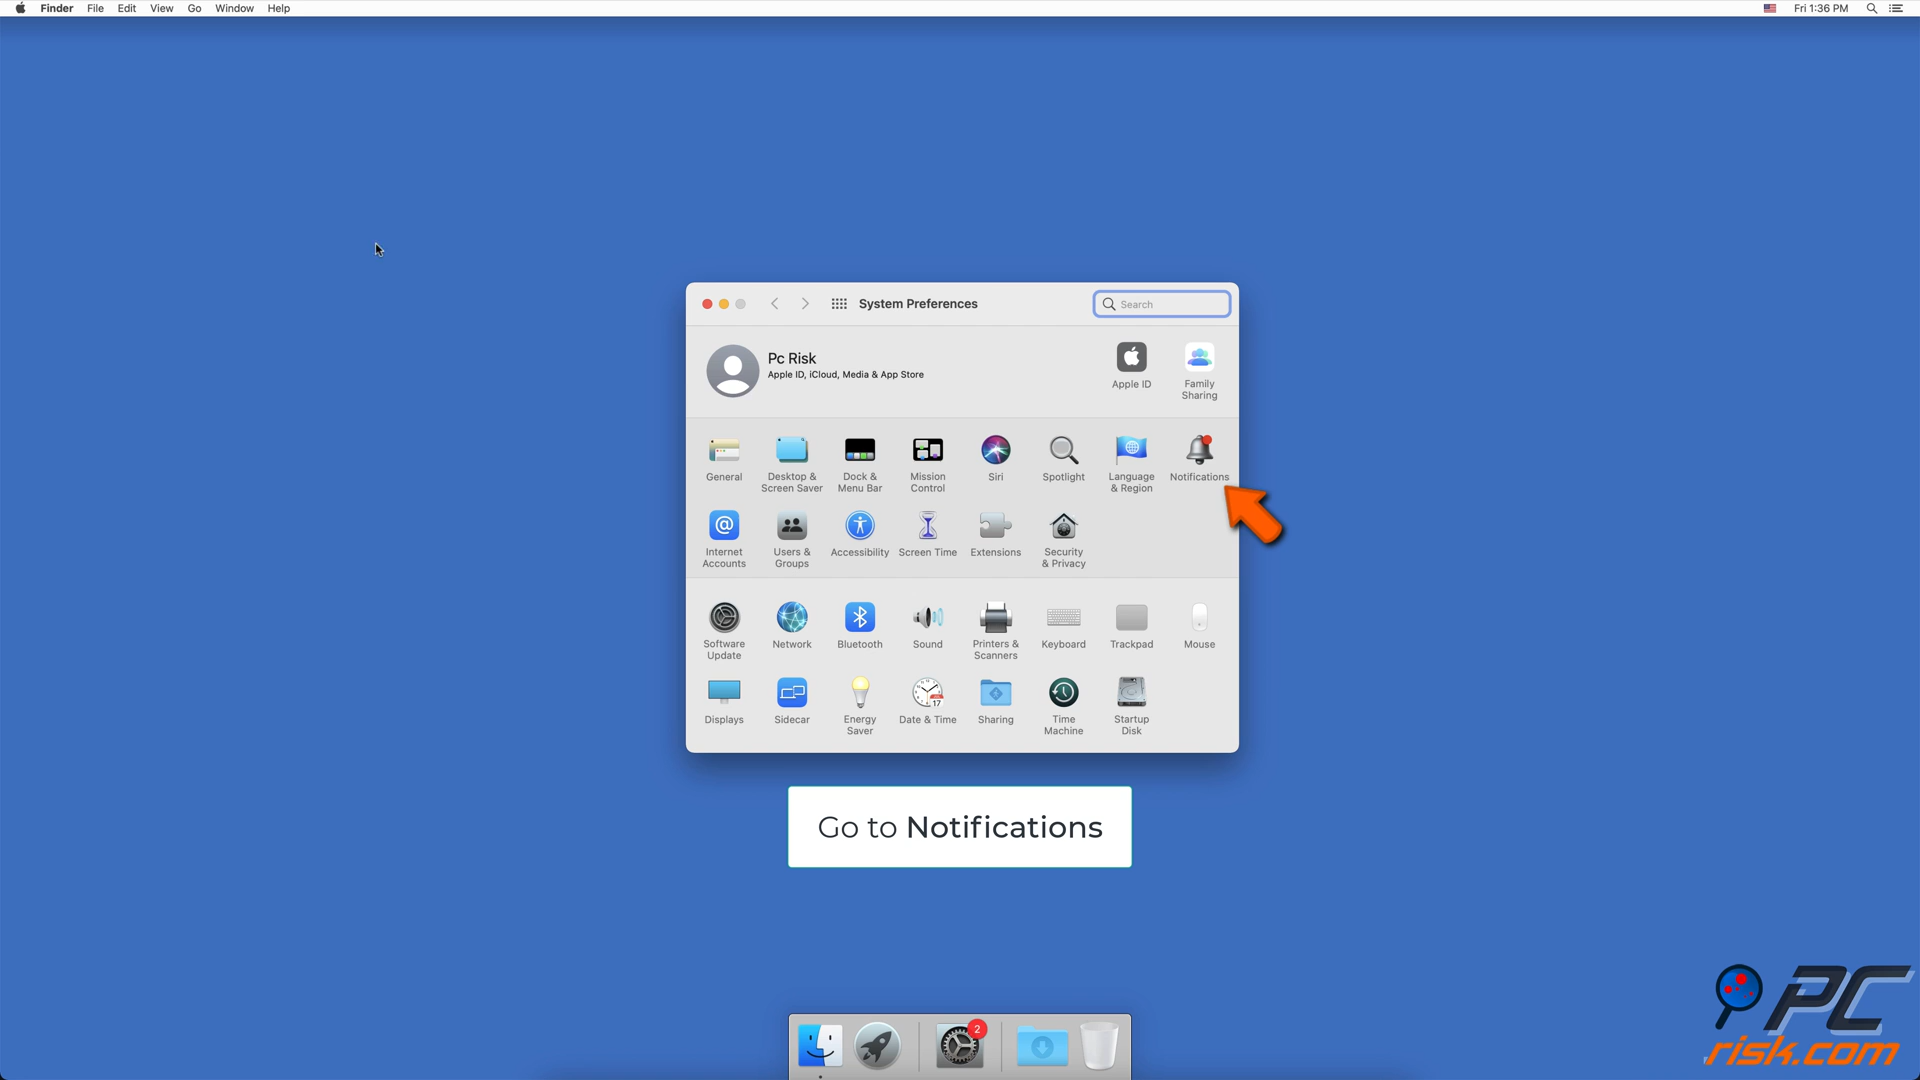 Finder File Edit View Go Window Help Fri 1:36 PM
System Preferences Search
Pc Risk
Apple ID, iCloud, Media & App Store
Apple ID
Family
Sharing
General
Desktop &
Screen Saver
Dock &
Menu Bar
Mission
Control
Siri
Spotlight
Language
& Region
Notifications
Internet
Accounts
Users &
Groups
Accessibility
Screen Time
Extensions
Security
& Privacy
Software
Update
Network
Bluetooth
Sound
Printers &
Scanners
Keyboard
Trackpad
Mouse
Displays
Sidecar
Energy
Saver
17
Date & Time
Sharing
Time
Machine
Startup
Disk
Go to Notifications
2
PC
risk.com